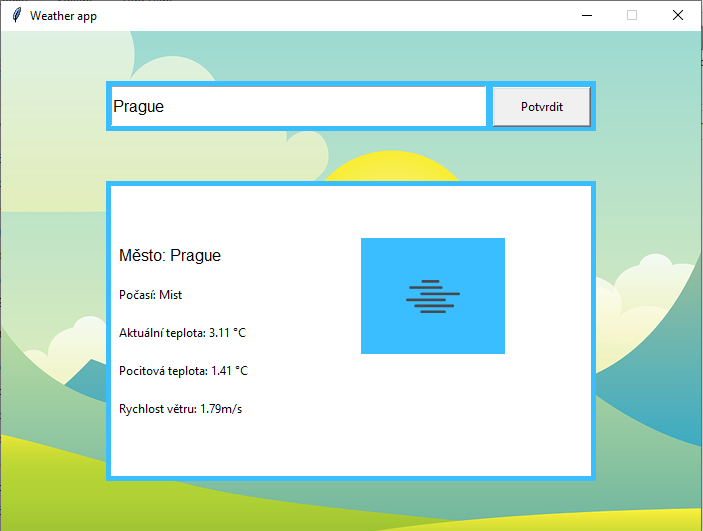 Weather app
Prague
Potvrdit
Město: Prague
Počasí: Mist
Aktuální teplota: 3.11 °C
Pocitová teplota: 1.41 °C
Rychlost větru: 1.79m/s